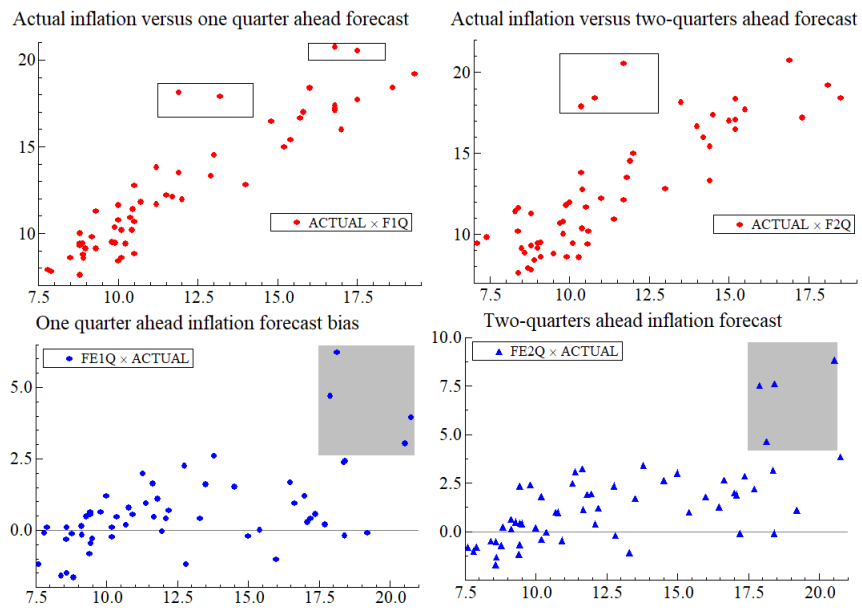 Actual inflation versus one quarter ahead forecast
20
15
10
ACTUAL × F1Q
7.5 10.0 12.5 15.0 17.5
Actual inflation versus two-quarters ahead forecast
20
15
10
ACTUAL × F2Q
7.5 10.0 12.5 15.0 17.5
One quarter ahead inflation forecast bias
FE1Q × ACTUAL
5.0
2.5
0.0
7.5 10.0 12.5 15.0 17.5 20.0
Two-quarters ahead inflation forecast
10.0
FE2Q × ACTUAL
7.5
5.0
2.5
0.0
7.5 10.0 12.5 15.0 17.5 20.0